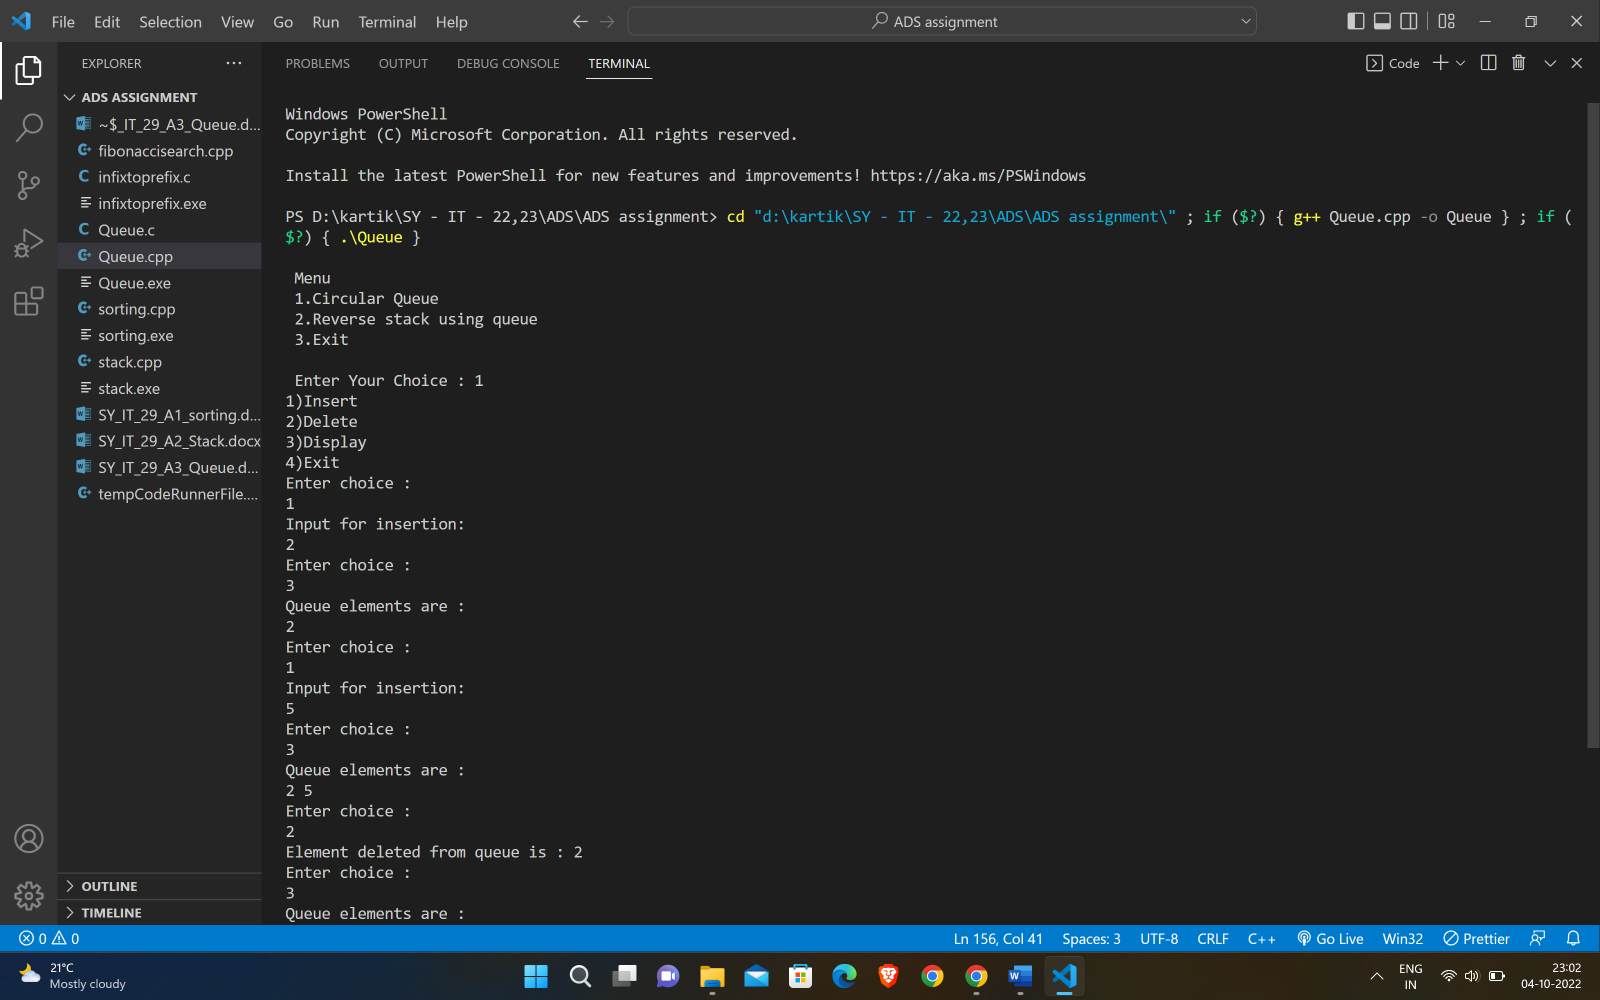 File Edit Selection View Go Run Terminal Help
ADS assignment
EXPLORER
PROBLEMS OUTPUT DEBUG CONSOLE TERMINAL
Code
ADS ASSIGNMENT
~$_IT_29_A3_Queue.d...
fibonaccisearch.cpp
infixtoprefix.c
infixtoprefix.exe
Queue.c
Queue.cpp
Queue.exe
sorting.cpp
sorting.exe
stack.cpp
stack.exe
SY_IT_29_A1_sorting.d...
SY_IT_29_A2_Stack.docx
SY_IT_29_A3_Queue.d...
tempCodeRunnerFile....
OUTLINE
TIMELINE
Windows PowerShell
Copyright (C) Microsoft Corporation. All rights reserved.
Install the latest PowerShell for new features and improvements! https://aka.ms/PSWindows
PS D:\kartik\SY - IT - 22,23\ADS\ADS assignment> cd "d:\kartik\SY - IT - 22,23\ADS\ADS assignment\" ; if ($?) { g++ Queue.cpp -o Queue } ; if (
$?) { .\Queue }
Menu
1.Circular Queue
2.Reverse stack using queue
3.Exit
Enter Your Choice : 1
1)Insert
2)Delete
3)Display
4)Exit
Enter choice :
1
Input for insertion:
2
Enter choice :
3
Queue elements are :
2
Enter choice :
1
Input for insertion:
5
Enter choice :
3
Queue elements are :
2 5
Enter choice :
2
Element deleted from queue is : 2
Enter choice :
3
Queue elements are :
0 0
Ln 156, Col 41 Spaces: 3 UTF-8 CRLF C++ Go Live Win32 Prettier
21°C
Mostly cloudy
ENG
IN
23:02
04-10-2022